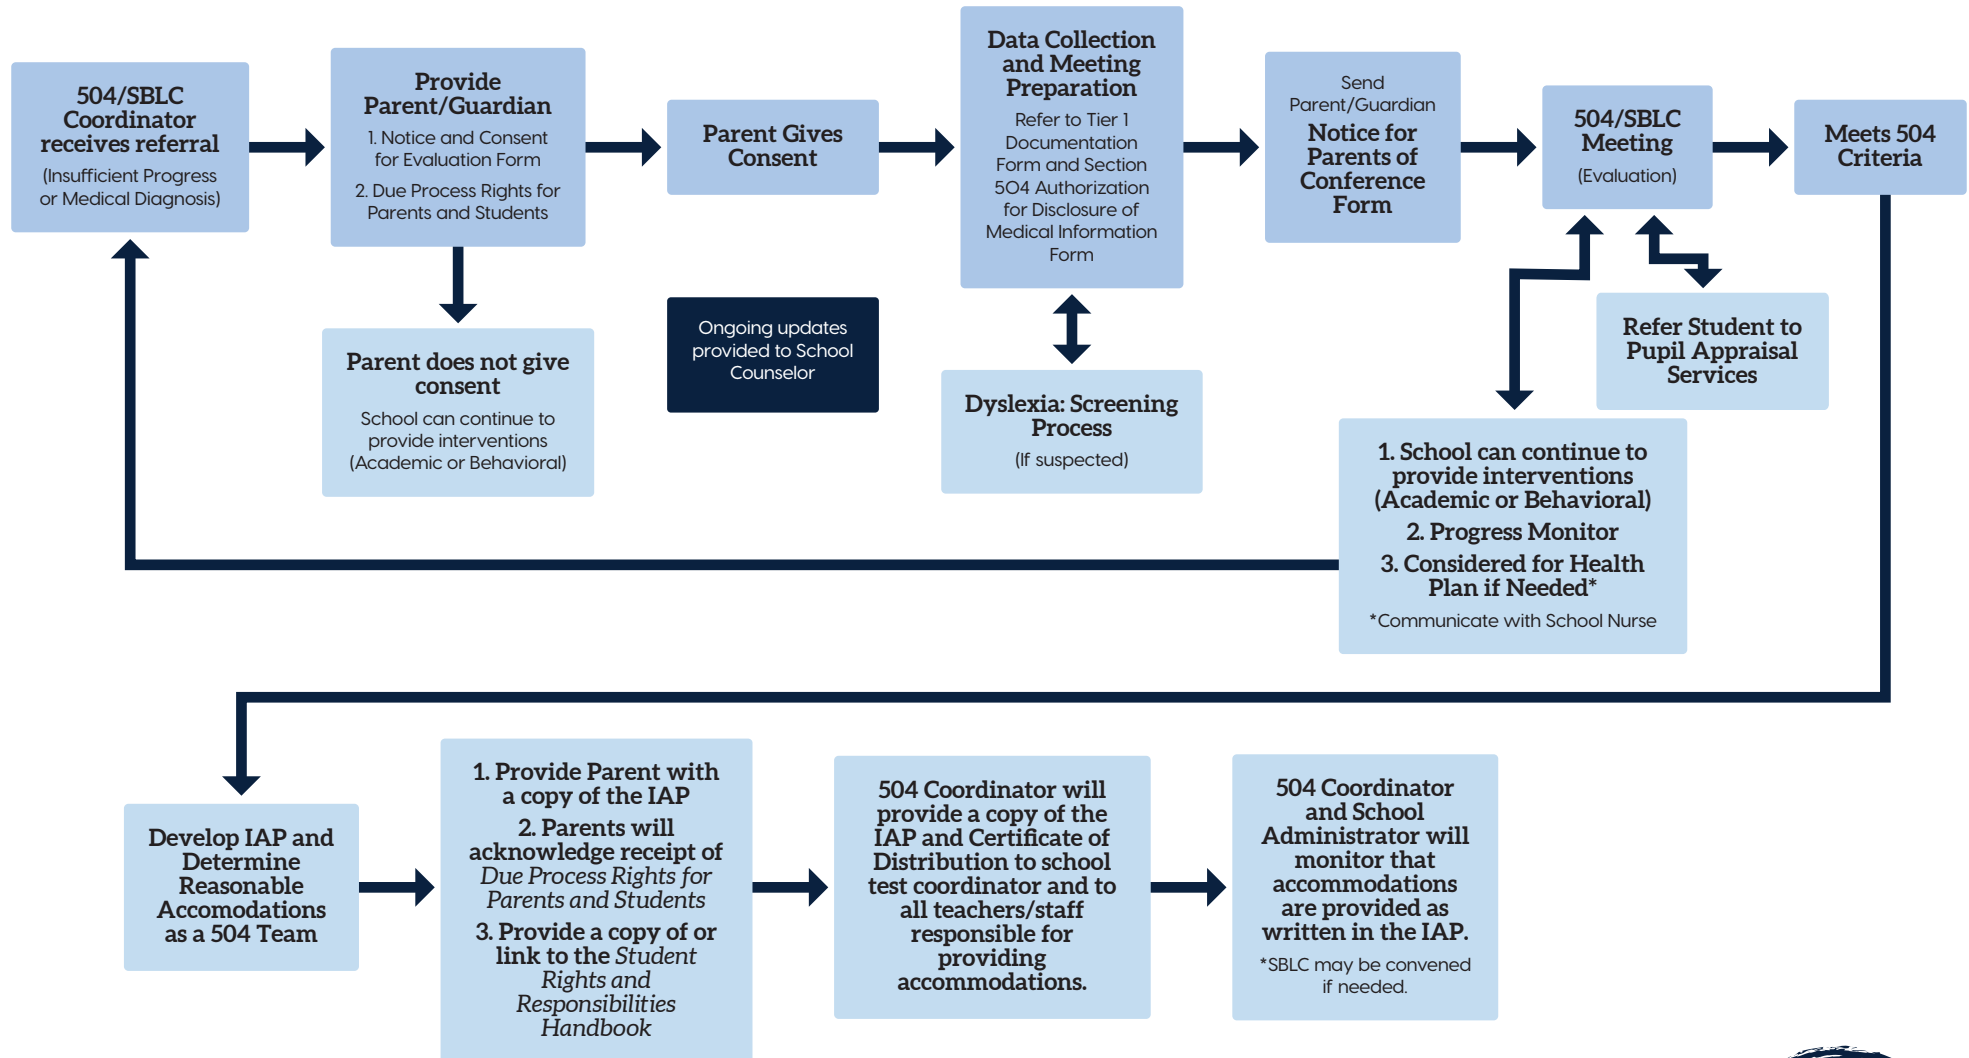 504/SBLC
Coordinator
receives referral
(Insufficient Progress
or Medical Diagnosis)
Provide
Parent/Guardian
1. Notice and Consent
for Evaluation Form
2. Due Process Rights for
Parents and Students
Parent Gives
Consent
Data Collection
and Meeting
Preparation
Refer to Tier 1
Documentation
Form and Section
504 Authorization
for Disclosure of
Medical Information
Form
Send
Parent/Guardian
Notice for
Parents of
Conference
Form
504/SBLC
Meeting
(Evaluation)
Meets 504
Criteria
Parent does not give
consent
School can continue to
provide interventions
(Academic or Behavioral)
Ongoing updates
provided to School
Counselor
Dyslexia: Screening
Process
(If suspected)
Refer Student to
Pupil Appraisal
Services
1. School can continue to
provide interventions
(Academic or Behavioral)
2. Progress Monitor
3. Considered for Health
Plan if Needed*
*Communicate with School Nurse
Develop IAP and
Determine
Reasonable
Accomodations
as a 504 Team
1. Provide Parent with
a copy of the IAP
2. Parents will
acknowledge receipt of
Due Process Rights for
Parents and Students
3. Provide a copy of or
link to the Student
Rights and
Responsibilities
Handbook
504 Coordinator will
provide a copy of the
IAP and Certificate of
Distribution to school
test coordinator and to
all teachers/staff
responsible for
providing
accommodations.
504 Coordinator
and School
Administrator will
monitor that
accommodations
are provided as
written in the IAP.
*SBLC may be convened
if needed.